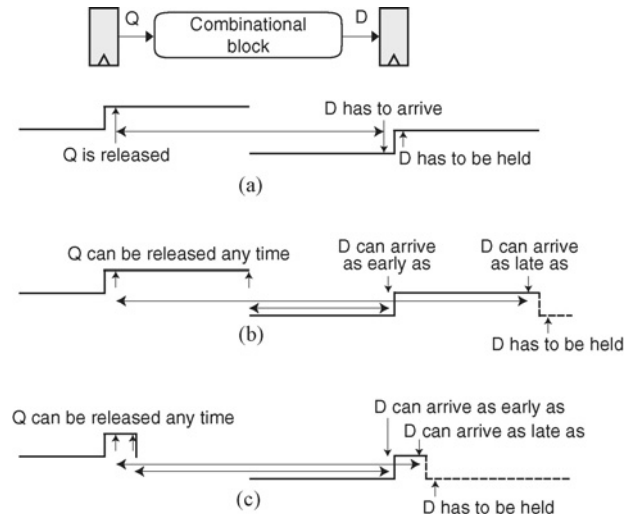 Q
Combinational
block
D
D has to arrive
Q is released
D has to be held
(a)
Q can be released any time
D can arrive
as early as
D can arrive
as late as
(b)
D has to be held
Q can be released any time
D can arrive as early as
D can arrive as late as
(c)
D has to be held